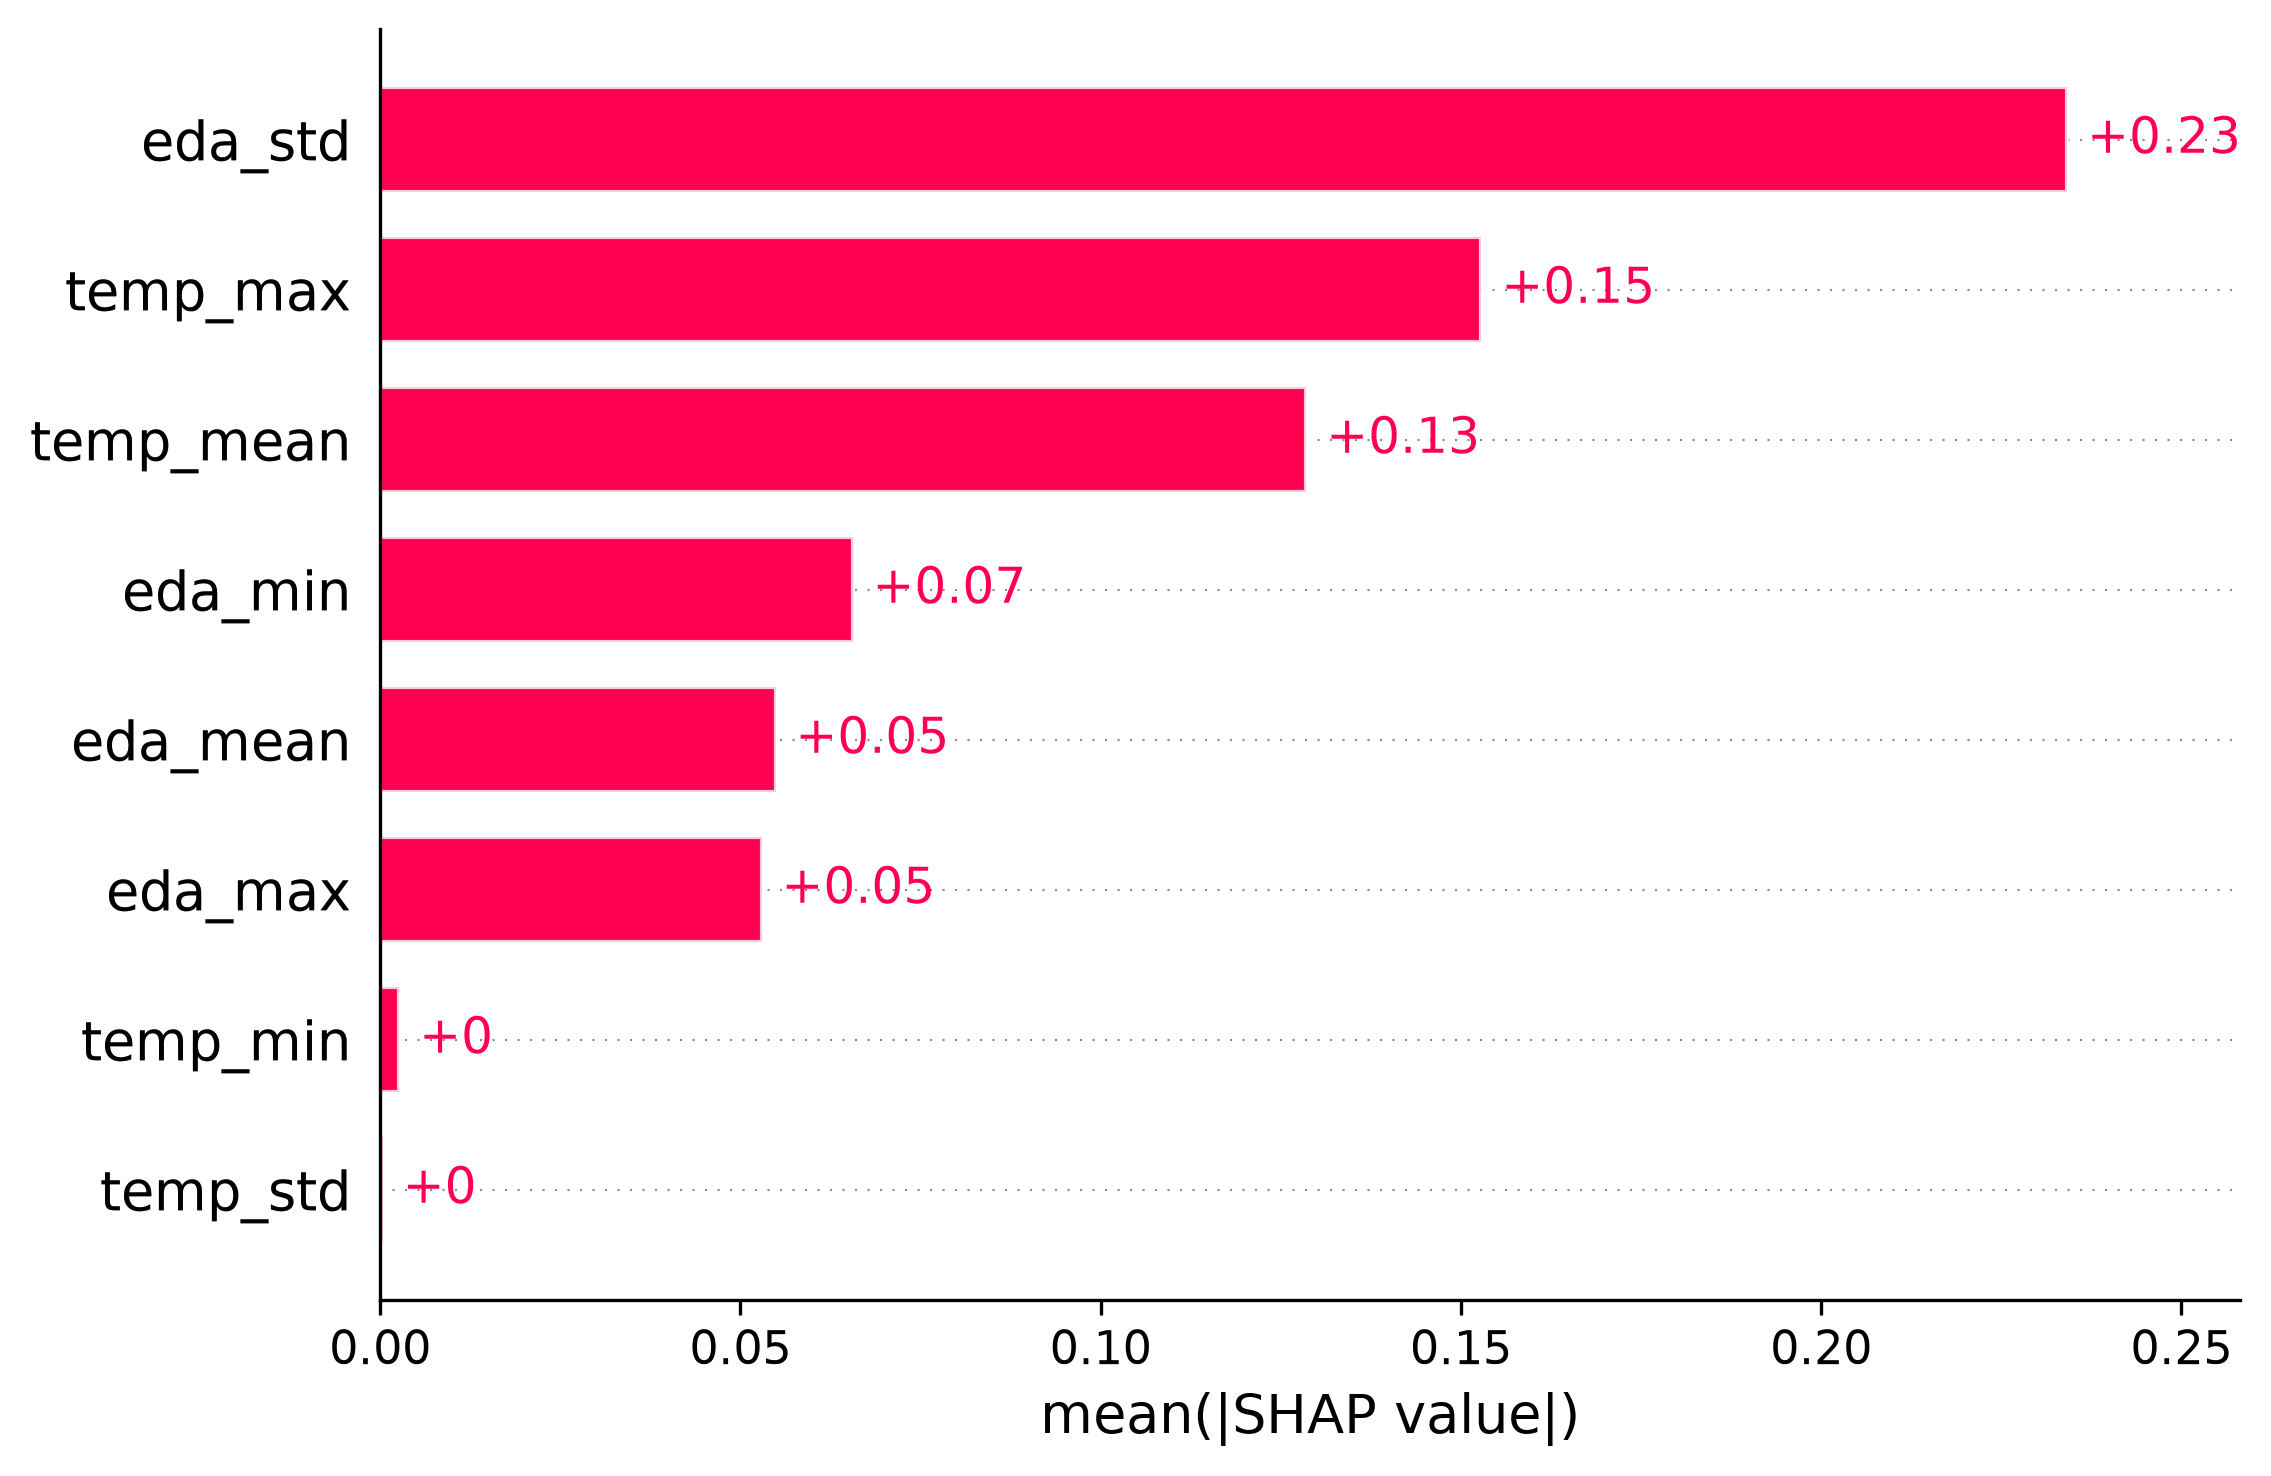 eda_std +0.23
temp_max +0.15
temp_mean +0.13
eda_min +0.07
eda_mean +0.05
eda_max +0.05
temp_min +0
temp_std +0
0.00 0.05 0.10 0.15 0.20 0.25
mean(|SHAP value|)